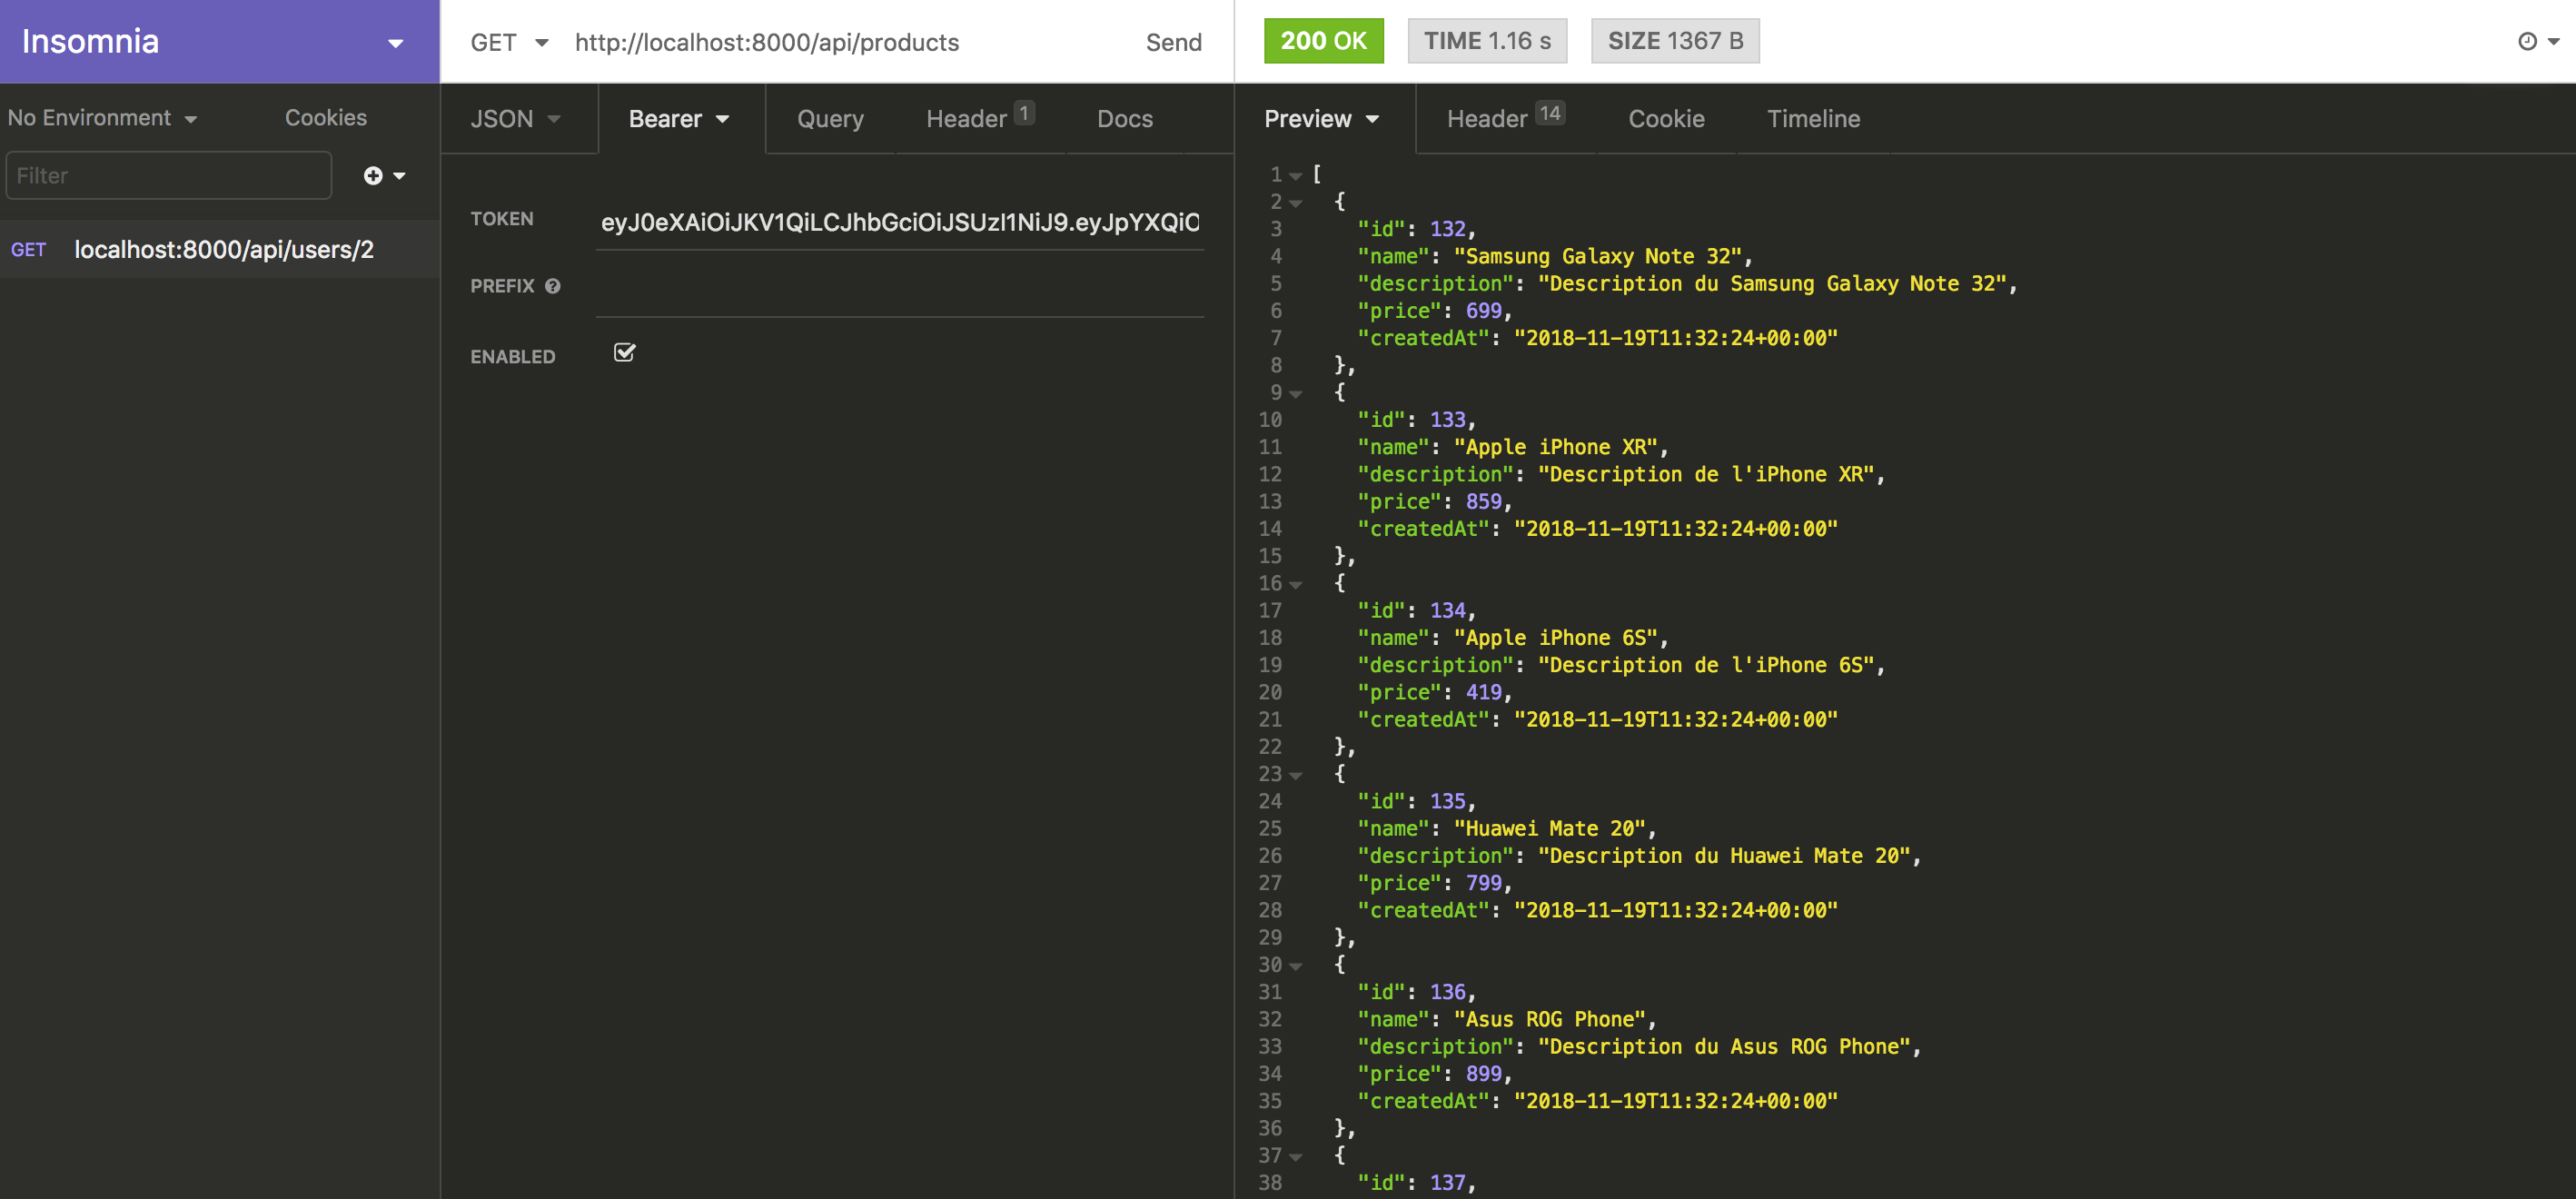 Insomnia
No Environment Cookies
Filter
GET localhost:8000/api/users/2
GET http://localhost:8000/api/products Send
JSON Bearer Query Header 1 Docs
TOKEN eyJ0eXAiOiJKV1QiLCJhbGciOiJSUzI1NiJ9.eyJpYXQiO
PREFIX
ENABLED
200 OK TIME 1.16 s SIZE 1367 B
Preview Header 14 Cookie Timeline
1 [
2 {
3 "id": 132,
4 "name": "Samsung Galaxy Note 32",
5 "description": "Description du Samsung Galaxy Note 32",
6 "price": 699,
7 "createdAt": "2018-11-19T11:32:24+00:00"
8 },
9 {
10 "id": 133,
11 "name": "Apple iPhone XR",
12 "description": "Description de l'iPhone XR",
13 "price": 859,
14 "createdAt": "2018-11-19T11:32:24+00:00"
15 },
16 {
17 "id": 134,
18 "name": "Apple iPhone 6S",
19 "description": "Description de l'iPhone 6S",
20 "price": 419,
21 "createdAt": "2018-11-19T11:32:24+00:00"
22 },
23 {
24 "id": 135,
25 "name": "Huawei Mate 20",
26 "description": "Description du Huawei Mate 20",
27 "price": 799,
28 "createdAt": "2018-11-19T11:32:24+00:00"
29 },
30 {
31 "id": 136,
32 "name": "Asus ROG Phone",
33 "description": "Description du Asus ROG Phone",
34 "price": 899,
35 "createdAt": "2018-11-19T11:32:24+00:00"
36 },
37 {
38 "id": 137,